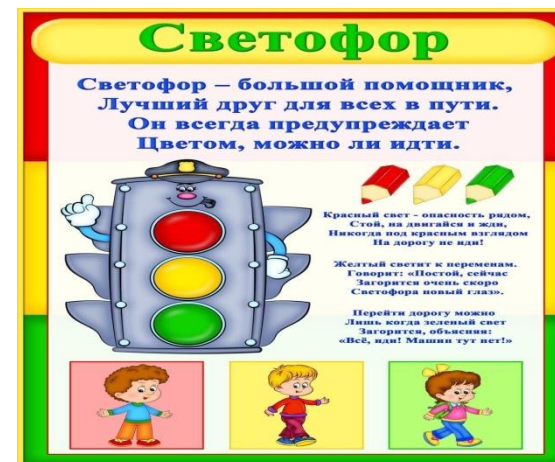 Светофор
Светофор – большой помощник,
Лучший друг для всех в пути.
Он всегда предупреждает
Цветом, можно ли идти.
Красный свет - опасность рядом,
Стой, на двигайся и жди,
Никогда под красным взглядом
На дорогу не иди!
Желтый светит к переменам.
Говорит: «Постой, сейчас
Загорится очень скоро
Светофора новый глаз».
Перейти дорогу можно
Лишь когда зеленый свет
Загорится, объясняя:
«Всё, иди! Машин тут нет!»